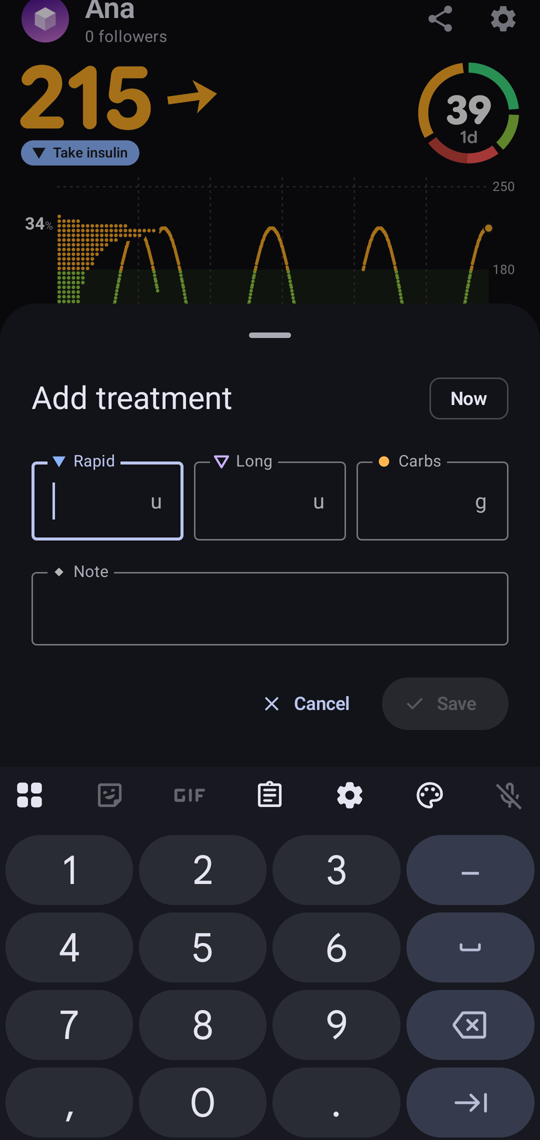 Ana
0 followers
215
39
1d
Take insulin
250
34%
180
Add treatment
Now
Rapid
Long
Carbs
u
u
g
Note
Cancel
Save
GIF
1 2 3 –
4 5 6
7 8 9
, 0 .